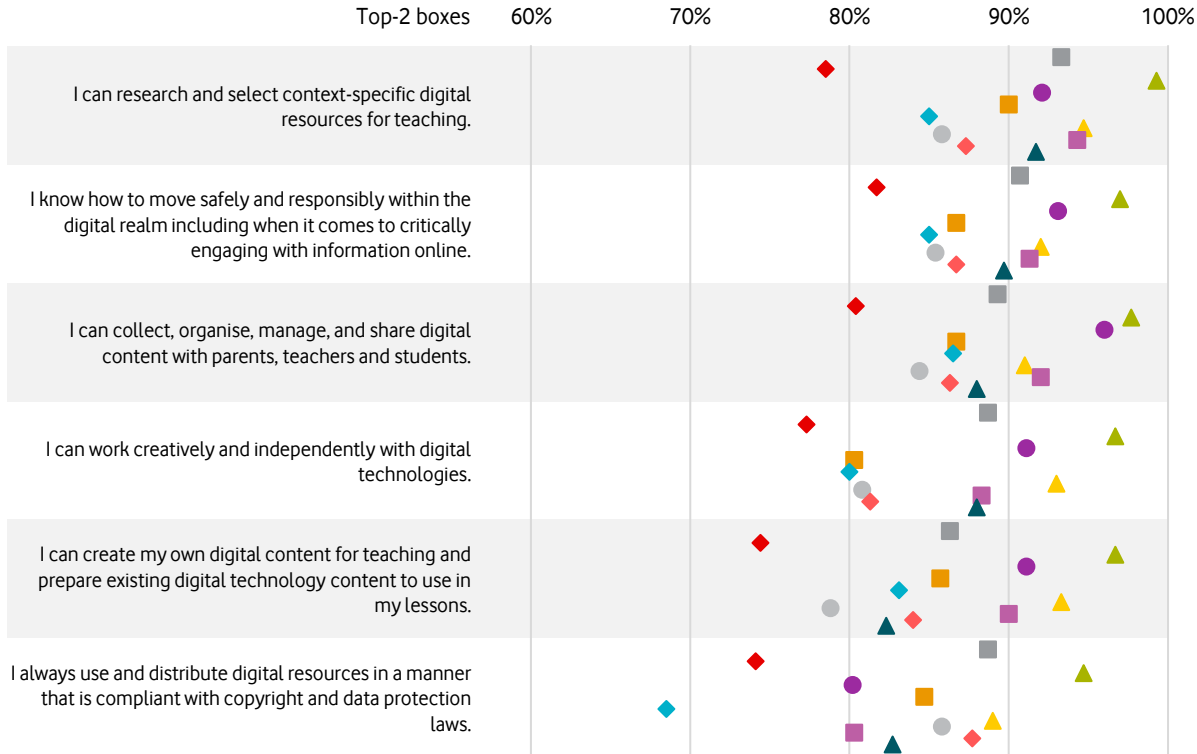 Top-2 boxes 60% 70% 80% 90% 100%
I can research and select context-specific digital
resources for teaching.
I know how to move safely and responsibly within the
digital realm including when it comes to critically
engaging with information online.
I can collect, organise, manage, and share digital
content with parents, teachers and students.
I can work creatively and independently with digital
technologies.
I can create my own digital content for teaching and
prepare existing digital technology content to use in
my lessons.
I always use and distribute digital resources in a manner
that is compliant with copyright and data protection
laws.